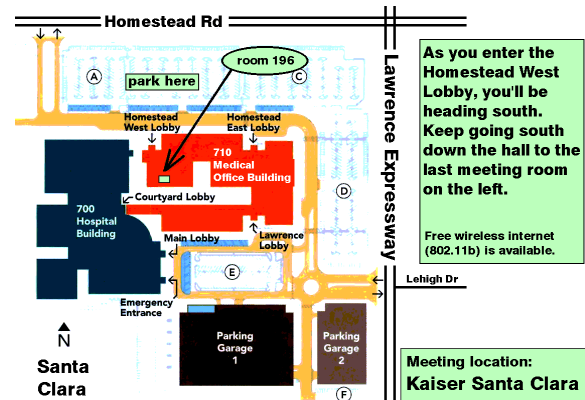 Homestead Rd
A
park here
room 196
C
Homestead
West Lobby
Homestead
East Lobby
710
Medical
Office Building
Courtyard Lobby
700
Hospital
Building
Main Lobby
Lawrence
Lobby
D
E
Emergency
Entrance
Parking
Garage
1
Parking
Garage
2
F
N
Santa
Clara
Lawrence Expressway
Lehigh Dr
As you enter the
Homestead West
Lobby, you'll be
heading south.
Keep going south
down the hall to the
last meeting room
on the left.
Free wireless internet
(802.11b) is available.
Meeting location:
Kaiser Santa Clara